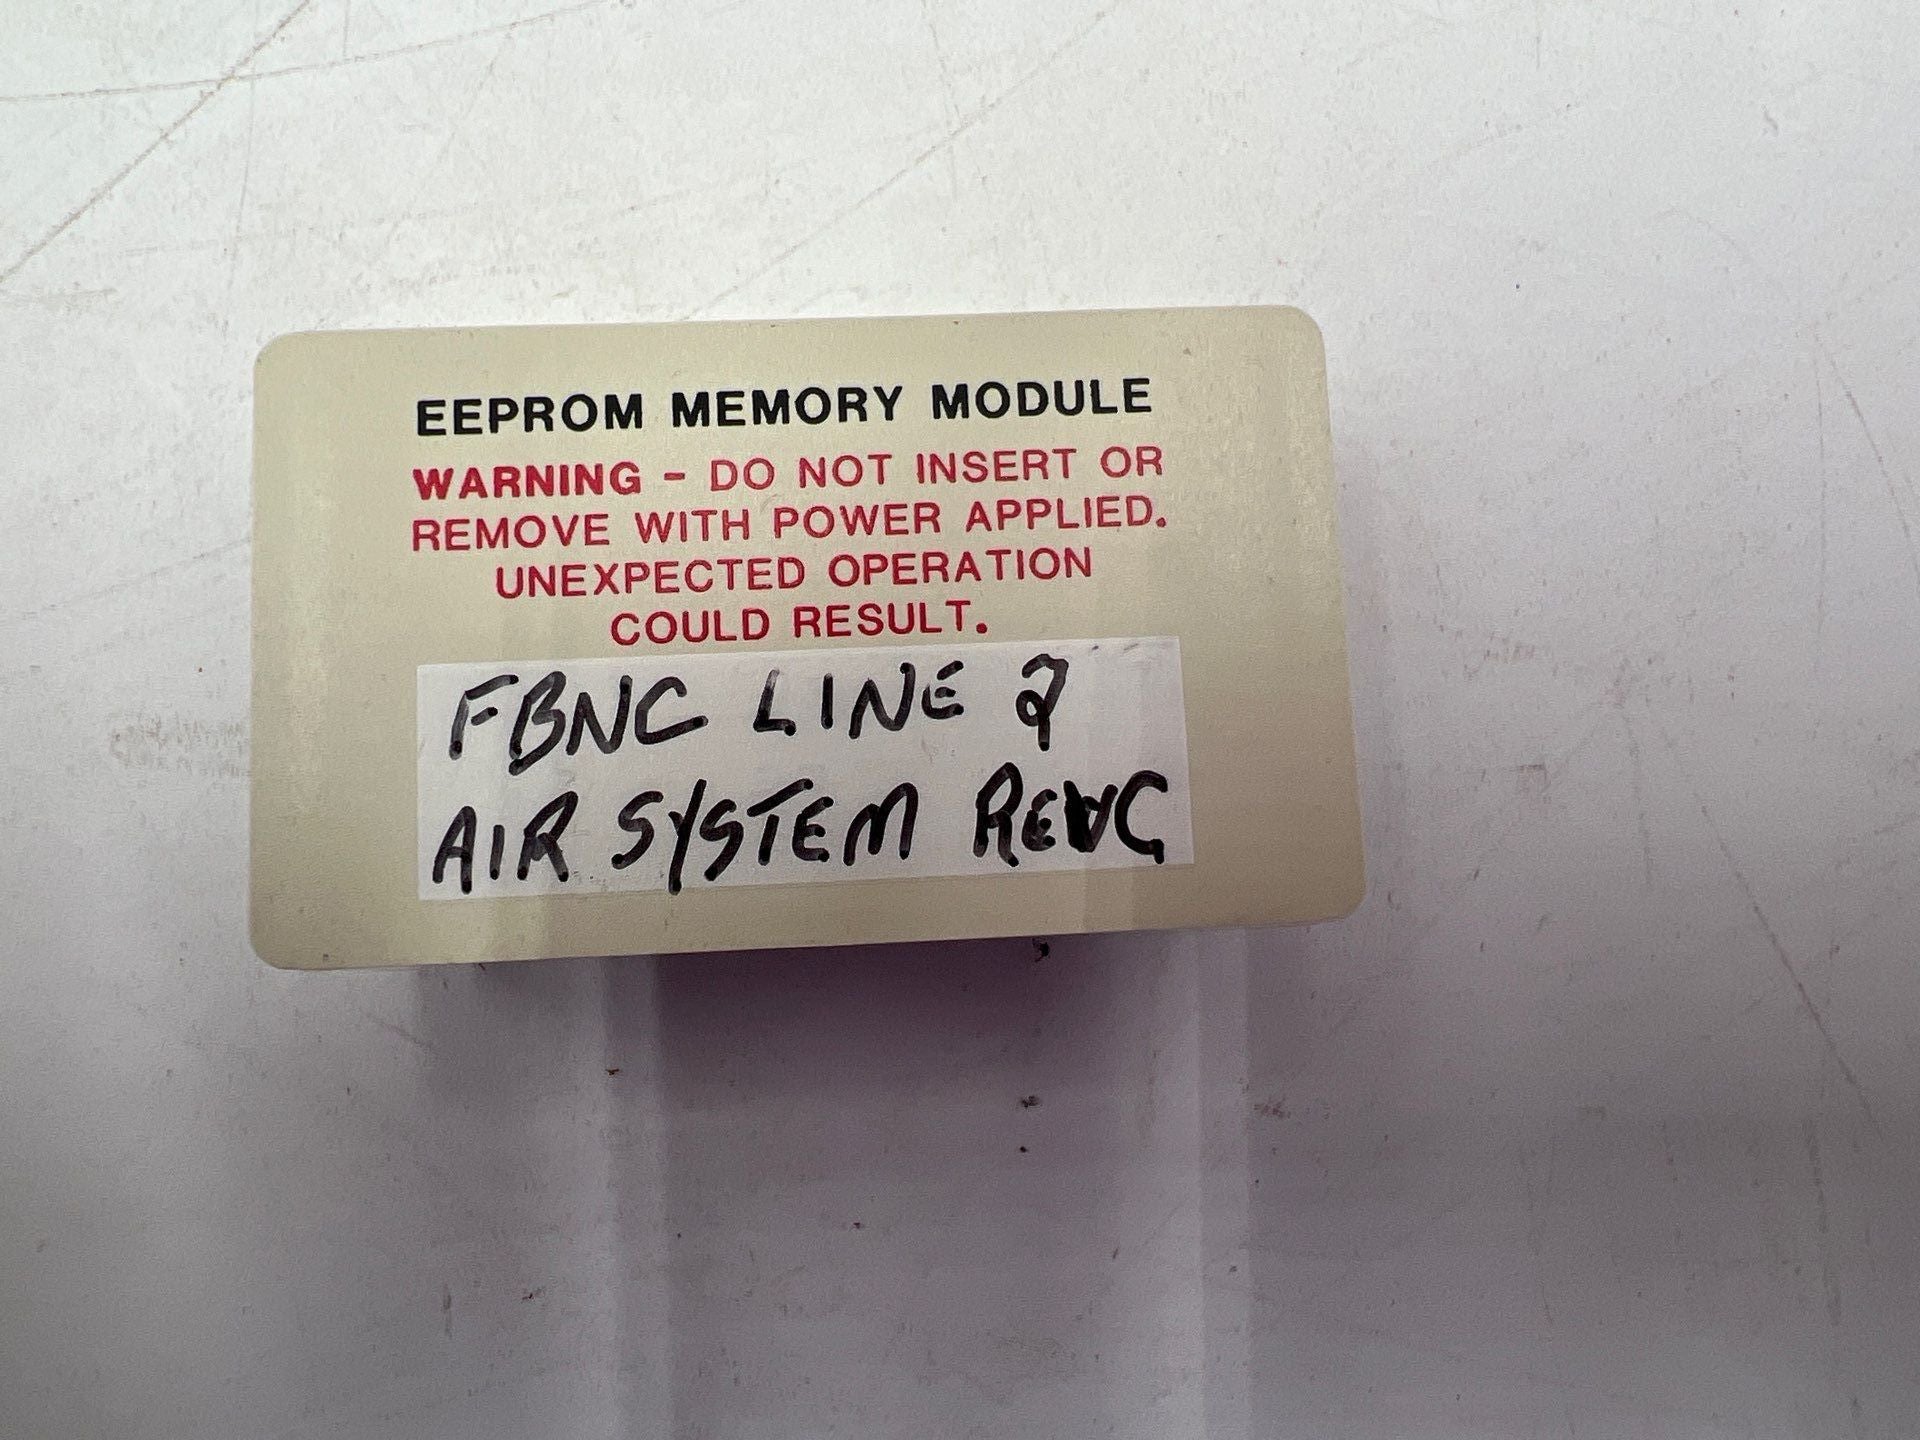 EEPROM MEMORY MODULE
WARNING - DO NOT INSERT OR
REMOVE WITH POWER APPLIED.
UNEXPECTED OPERATION
COULD RESULT.
FBNC LINE 2
AIR SYSTEM REVC